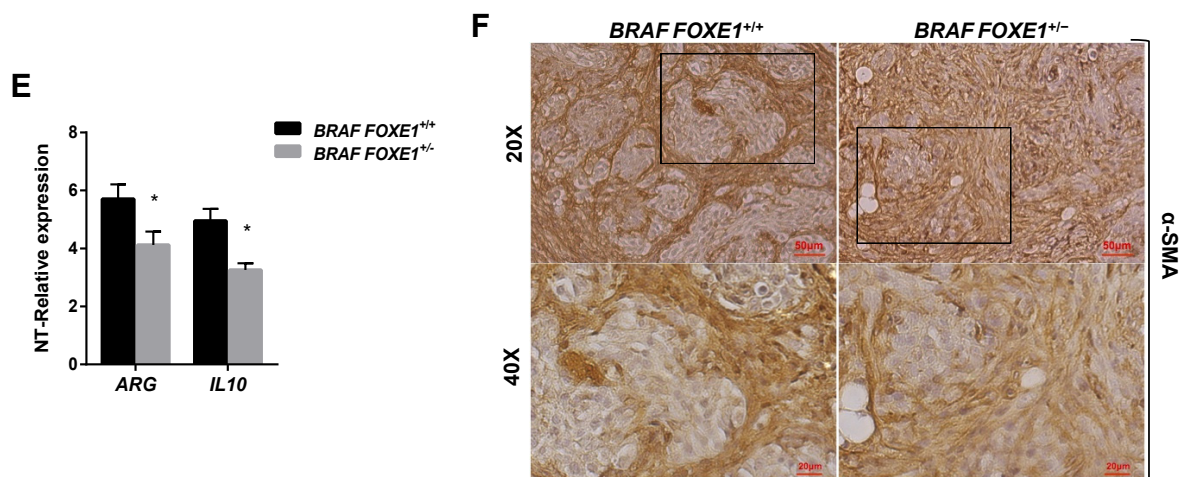 E
NT-Relative expression
8
6
4
2
0
* *
ARG IL10
BRAF FOXE1+/+
BRAF FOXE1+/-
F
BRAF FOXE1+/+ BRAF FOXE1+/−
20X
50µm 50µm
40X
20µm 20µm
α-SMA